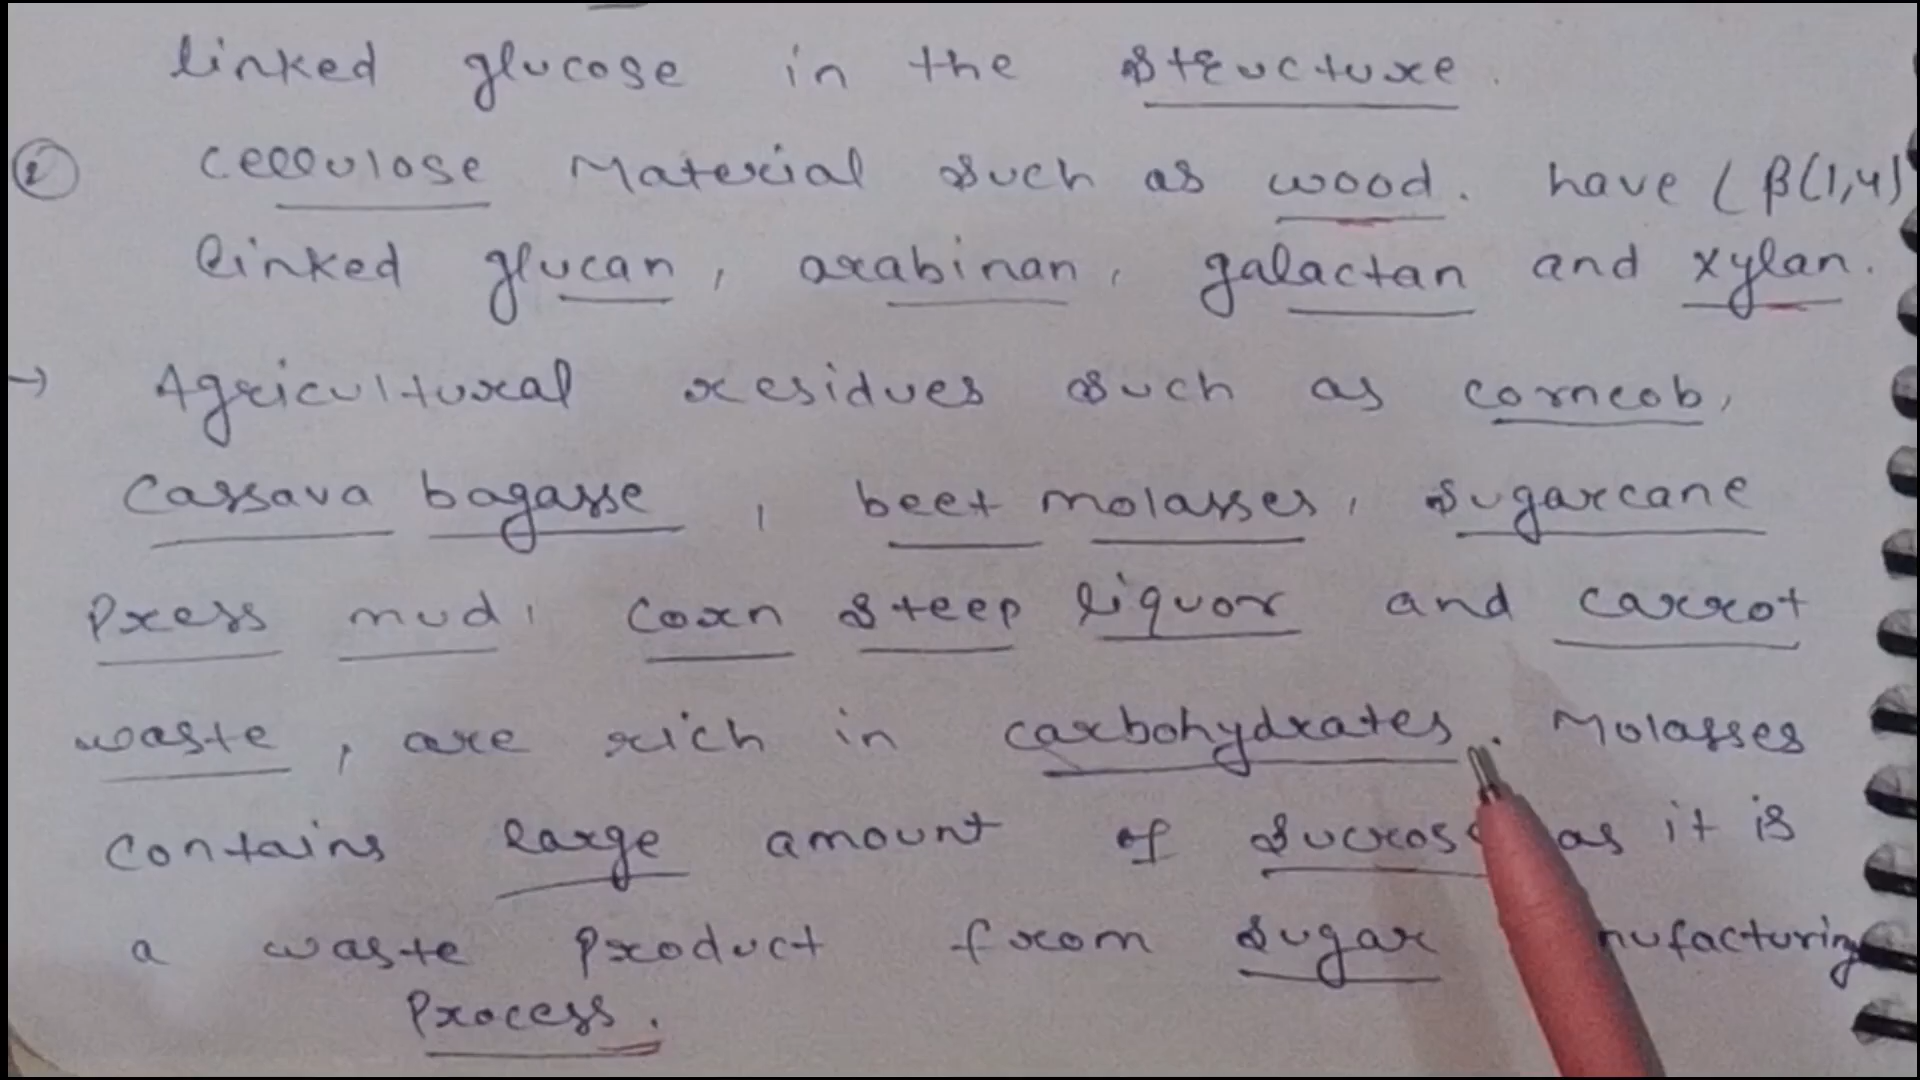 linked glucose in the structure.
② cellulose Material such as wood. have (β(1,4)
linked glucan, arabinan, galactan and xylan.
→ Agricultural residues such as corncob,
Cassava bagasse, beet molasses, sugarcane
Press mud, corn steep liquor and carrot
waste, are rich in carbohydrates. Molasses
contains large amount of sucrose as it is
a waste product from sugar nufacturing
Process.